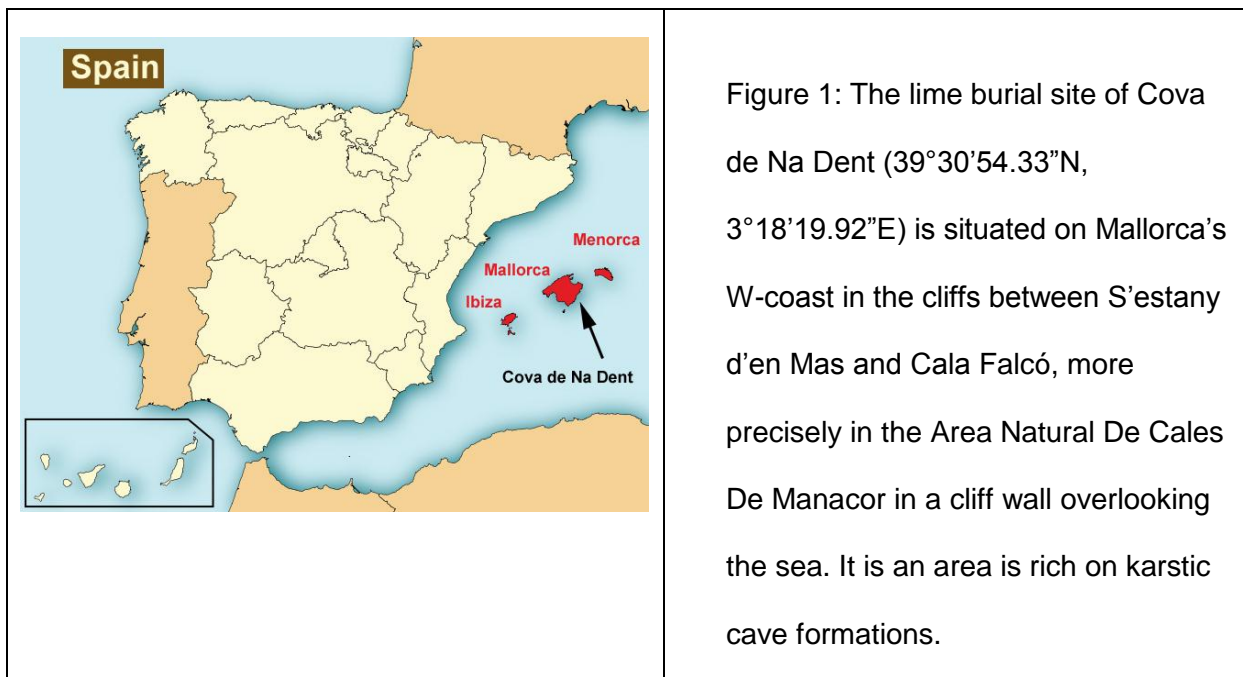 Spain
Menorca
Mallorca
Ibiza
Cova de Na Dent
Figure 1: The lime burial site of Cova
de Na Dent (39°30’54.33”N,
3°18’19.92”E) is situated on Mallorca’s
W-coast in the cliffs between S’estany
d’en Mas and Cala Falcó, more
precisely in the Area Natural De Cales
De Manacor in a cliff wall overlooking
the sea. It is an area is rich on karstic
cave formations.